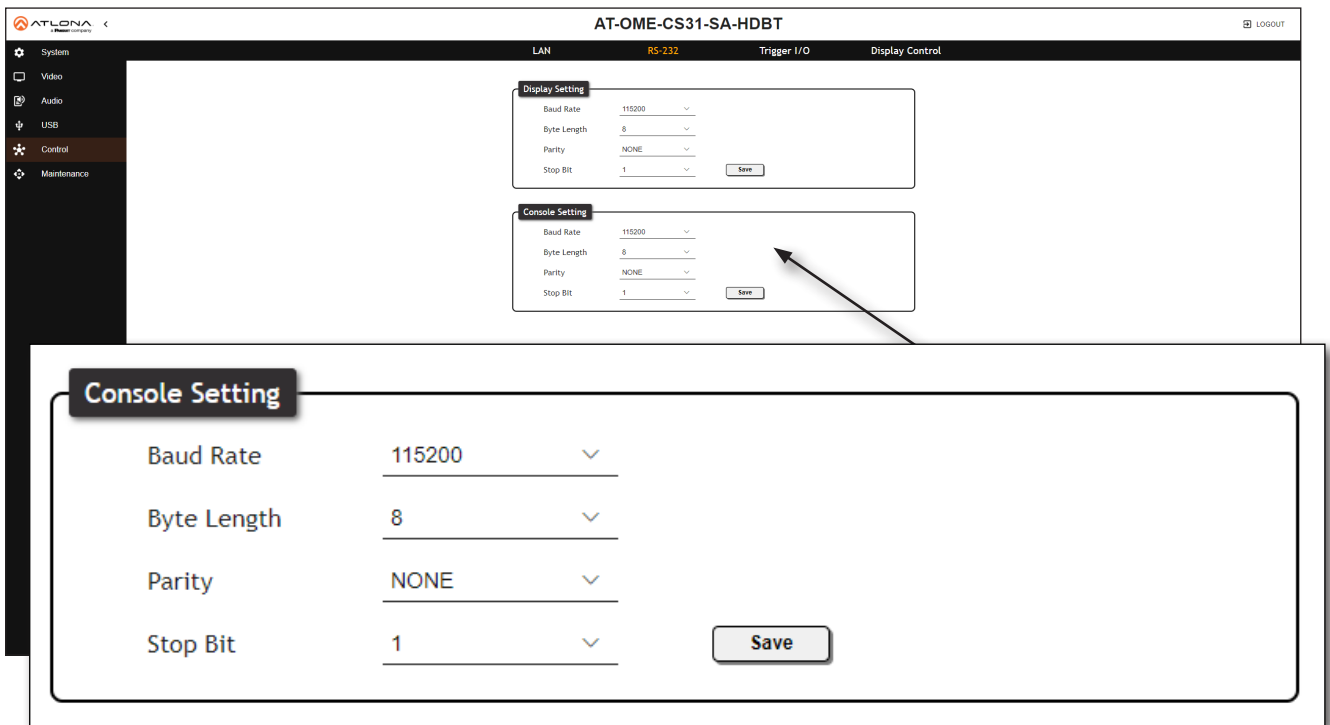 ATLONA
a Panduit company
AT-OME-CS31-SA-HDBT
LOGOUT
System
Video
Audio
USB
Control
Maintenance
LAN RS-232 Trigger I/O Display Control
Display Setting
Baud Rate 115200
Byte Length 8
Parity NONE
Stop Bit 1 Save
Console Setting
Baud Rate 115200
Byte Length 8
Parity NONE
Stop Bit 1 Save
Console Setting
Baud Rate 115200
Byte Length 8
Parity NONE
Stop Bit 1 Save